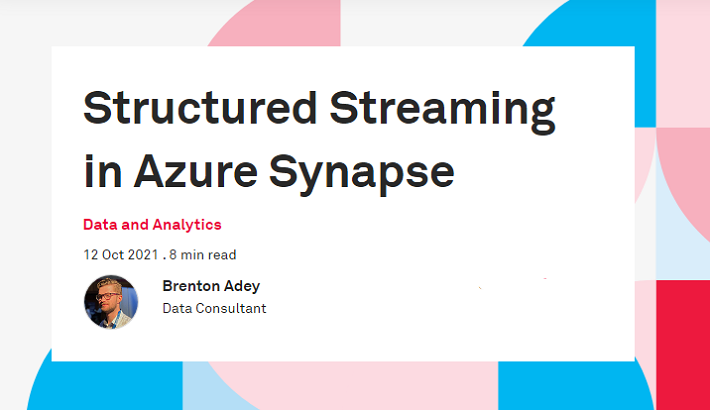 Structured Streaming
in Azure Synapse
Data and Analytics
12 Oct 2021 . 8 min read
Brenton Adey
Data Consultant